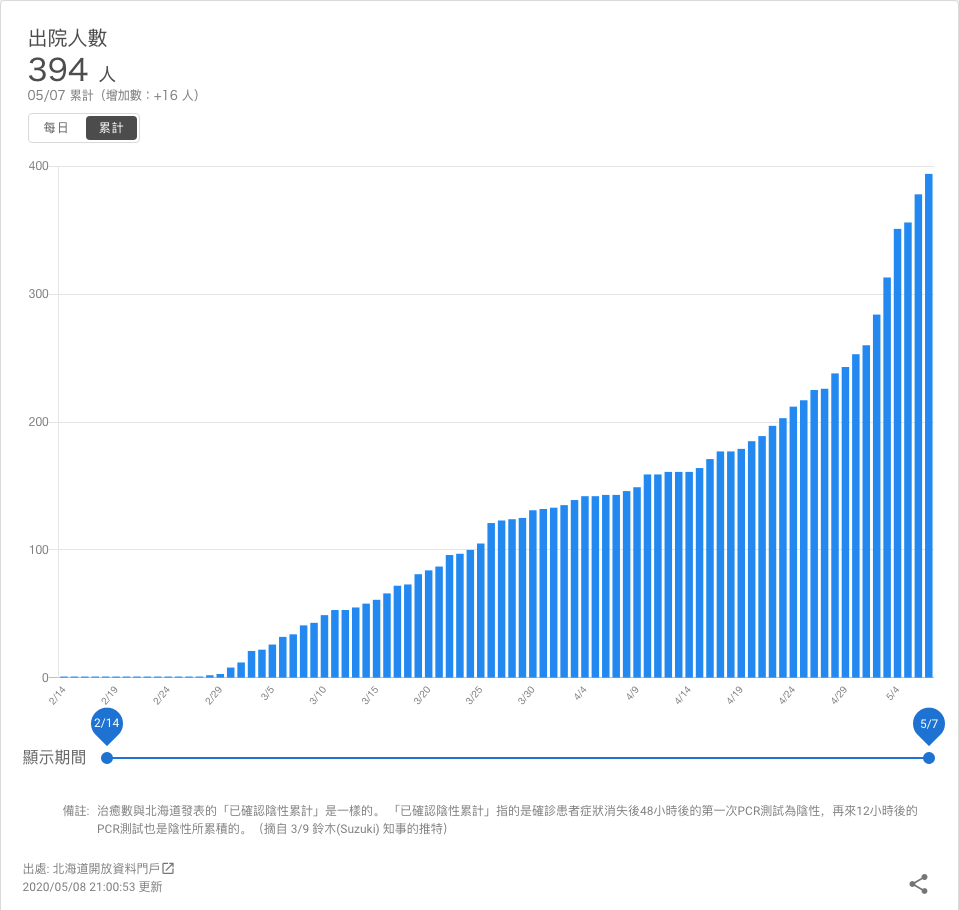 出院人數
394 人
05/07 累計（增加數：+16 人）
每日 累計
400
300
200
100
0
2/14 2/19 2/24 2/29 3/5 3/10 3/15 3/20 3/25 3/30 4/4 4/9 4/14 4/19 4/24 4/29 5/4
2/14 5/7
顯示期間
備註: 治癒數與北海道發表的「已確認陰性累計」是一樣的。「已確認陰性累計」指的是確診患者症狀消失後48小時後的第一次PCR測試為陰性，再來12小時後的
PCR測試也是陰性所累積的。（摘自 3/9 鈴木(Suzuki) 知事的推特）
出處: 北海道開放資料門戶
2020/05/08 21:00:53 更新